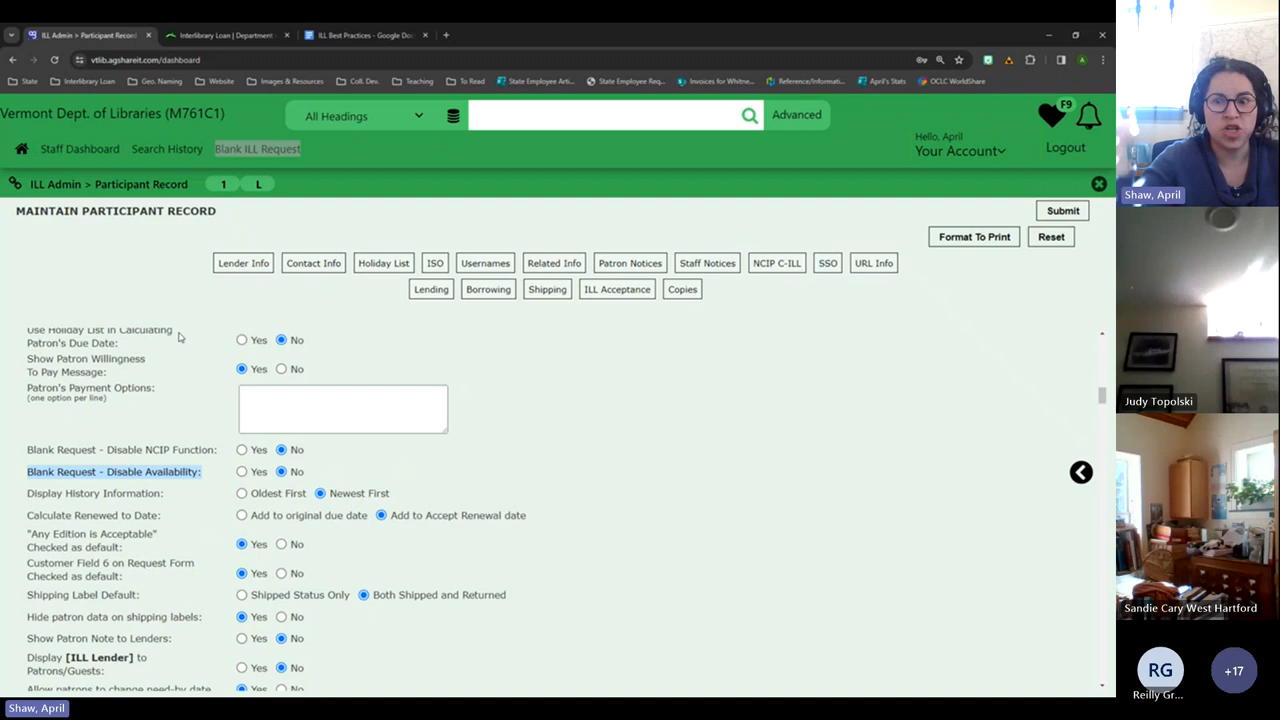 ILL Admin > Participant Record
Interlibrary Loan | Department
ILL Best Practices - Google Doc
vtlib.agshareit.com/dashboard
State
Interlibrary Loan
Geo. Naming
Website
Images & Resources
Coll. Dev.
Teaching
To Read
State Employee Arti...
State Employee Req...
Invoices for Whitne...
Reference/Informati...
April's Stats
OCLC WorldShare
Vermont Dept. of Libraries (M761C1)
All Headings
Advanced
F9
Hello, April
Your Account
Logout
Staff Dashboard
Search History
Blank ILL Request
ILL Admin > Participant Record 1 L
MAINTAIN PARTICIPANT RECORD
Submit
Format To Print
Reset
Lender Info
Contact Info
Holiday List
ISO
Usernames
Related Info
Patron Notices
Staff Notices
NCIP C-ILL
SSO
URL Info
Lending
Borrowing
Shipping
ILL Acceptance
Copies
Use Holiday List in Calculating
Patron's Due Date: Yes No
Show Patron Willingness
To Pay Message: Yes No
Patron's Payment Options:
(one option per line)
Blank Request - Disable NCIP Function: Yes No
Blank Request - Disable Availability: Yes No
Display History Information: Oldest First Newest First
Calculate Renewed to Date: Add to original due date Add to Accept Renewal date
"Any Edition is Acceptable"
Checked as default: Yes No
Customer Field 6 on Request Form
Checked as default: Yes No
Shipping Label Default: Shipped Status Only Both Shipped and Returned
Hide patron data on shipping labels: Yes No
Show Patron Note to Lenders: Yes No
Display [ILL Lender] to
Patrons/Guests: Yes No
Allow patrons to change need-by date Yes No
Shaw, April
Judy Topolski
Sandie Cary West Hartford
RG
Reilly Gr...
+17
Shaw, April